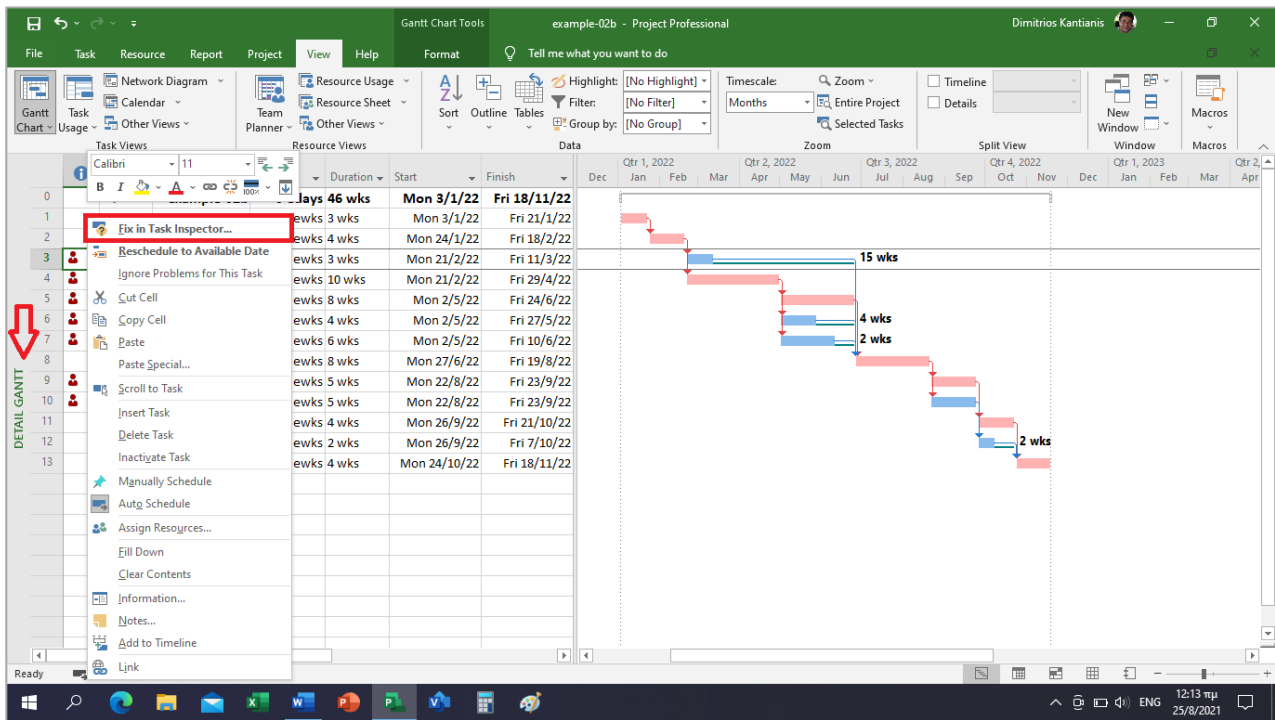 Gantt Chart Tools
example-02b - Project Professional
Dimitrios Kantianis
File Task Resource Report Project View Help Format Tell me what you want to do
Gantt Chart
Task Usage
Network Diagram
Calendar
Other Views
Task Views
Team Planner
Resource Usage
Resource Sheet
Other Views
Resource Views
Sort
Outline
Tables
Highlight: [No Highlight]
Filter: [No Filter]
Group by: [No Group]
Data
Timescale:
Months
Zoom
Entire Project
Selected Tasks
Zoom
Timeline
Details
Split View
New Window
Window
Macros
Macros
Calibri 11
B I A 100%
Duration Start Finish
Qtr 1, 2022 Qtr 2, 2022 Qtr 3, 2022 Qtr 4, 2022 Qtr 1, 2023 Qtr 2,
Dec Jan Feb Mar Apr May Jun Jul Aug Sep Oct Nov Dec Jan Feb Mar Apr
0 46 wks Mon 3/1/22 Fri 18/11/22
1 ewks 3 wks Mon 3/1/22 Fri 21/1/22
2 ewks 4 wks Mon 24/1/22 Fri 18/2/22
3 ewks 3 wks Mon 21/2/22 Fri 11/3/22 15 wks
4 ewks 10 wks Mon 21/2/22 Fri 29/4/22
5 ewks 8 wks Mon 2/5/22 Fri 24/6/22
6 ewks 4 wks Mon 2/5/22 Fri 27/5/22 4 wks
7 ewks 6 wks Mon 2/5/22 Fri 10/6/22 2 wks
8 ewks 8 wks Mon 27/6/22 Fri 19/8/22
9 ewks 5 wks Mon 22/8/22 Fri 23/9/22
10 ewks 5 wks Mon 22/8/22 Fri 23/9/22
11 ewks 4 wks Mon 26/9/22 Fri 21/10/22
12 ewks 2 wks Mon 26/9/22 Fri 7/10/22 2 wks
13 ewks 4 wks Mon 24/10/22 Fri 18/11/22
DETAIL GANTT
Fix in Task Inspector...
Reschedule to Available Date
Ignore Problems for This Task
Cut Cell
Copy Cell
Paste
Paste Special...
Scroll to Task
Insert Task
Delete Task
Inactivate Task
Manually Schedule
Auto Schedule
Assign Resources...
Fill Down
Clear Contents
Information...
Notes...
Add to Timeline
Link
Ready
ENG
12:13 πμ
25/8/2021